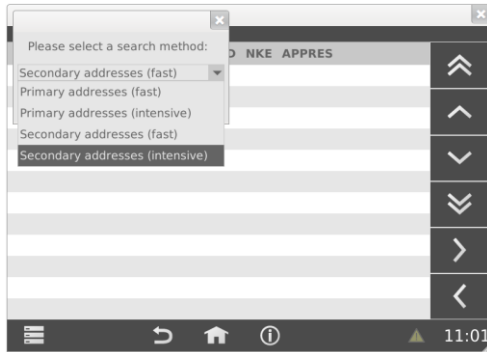 Please select a search method:
NKE APPRES
Secondary addresses (fast)
Primary addresses (fast)
Primary addresses (intensive)
Secondary addresses (fast)
Secondary addresses (intensive)
11:01